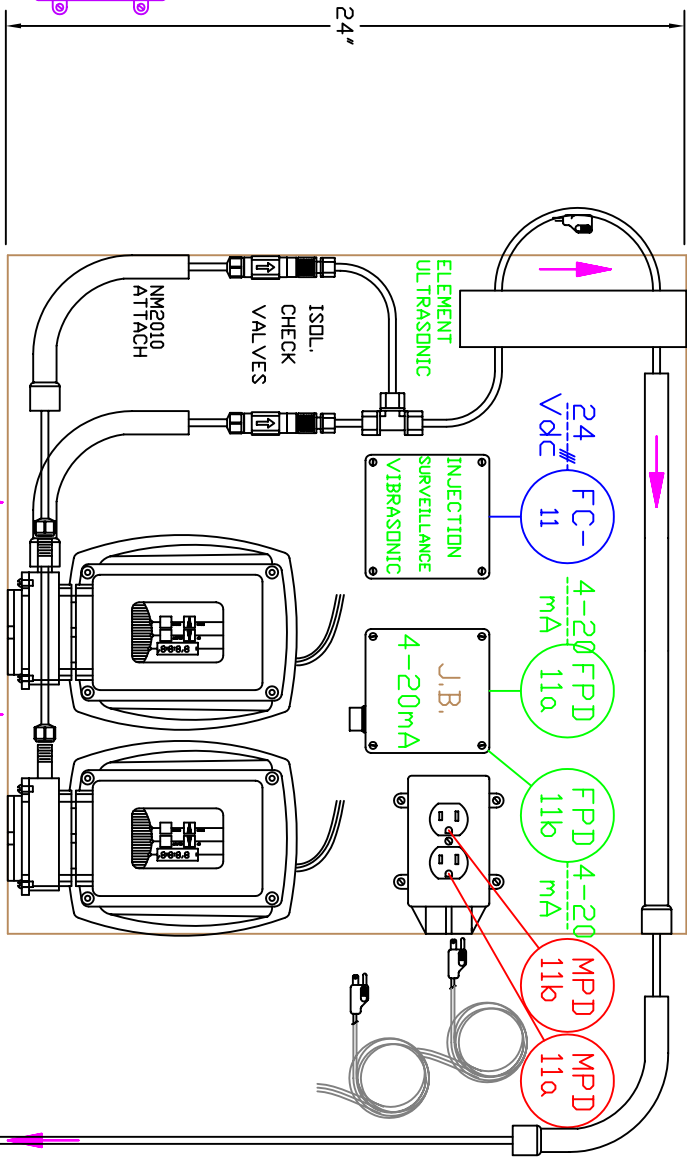 24"
ELEMENT
ULTRASONIC
NM2010
ATTACH
ISOL.
CHECK
VALVES
24
Vdc
FC-
11
INJECTION
SURVEILLANCE
VIBRASONIC
4-20
mA
FPD
11a
J.B.
4-20mA
FPD
11b
4-20
mA
MPD
11b
MPD
11a